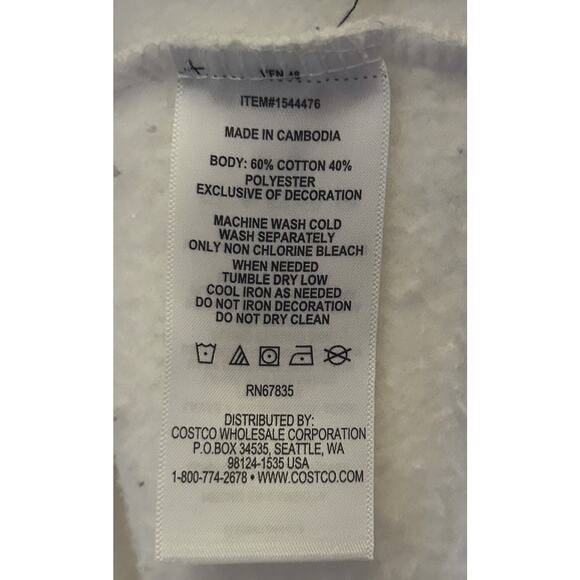 ITEM#1544476
MADE IN CAMBODIA
BODY: 60% COTTON 40%
POLYESTER
EXCLUSIVE OF DECORATION
MACHINE WASH COLD
WASH SEPARATELY
ONLY NON CHLORINE BLEACH
WHEN NEEDED
TUMBLE DRY LOW
COOL IRON AS NEEDED
DO NOT IRON DECORATION
DO NOT DRY CLEAN
RN67835
DISTRIBUTED BY:
COSTCO WHOLESALE CORPORATION
P.O.BOX 34535, SEATTLE, WA
98124-1535 USA
1-800-774-2678 • WWW.COSTCO.COM